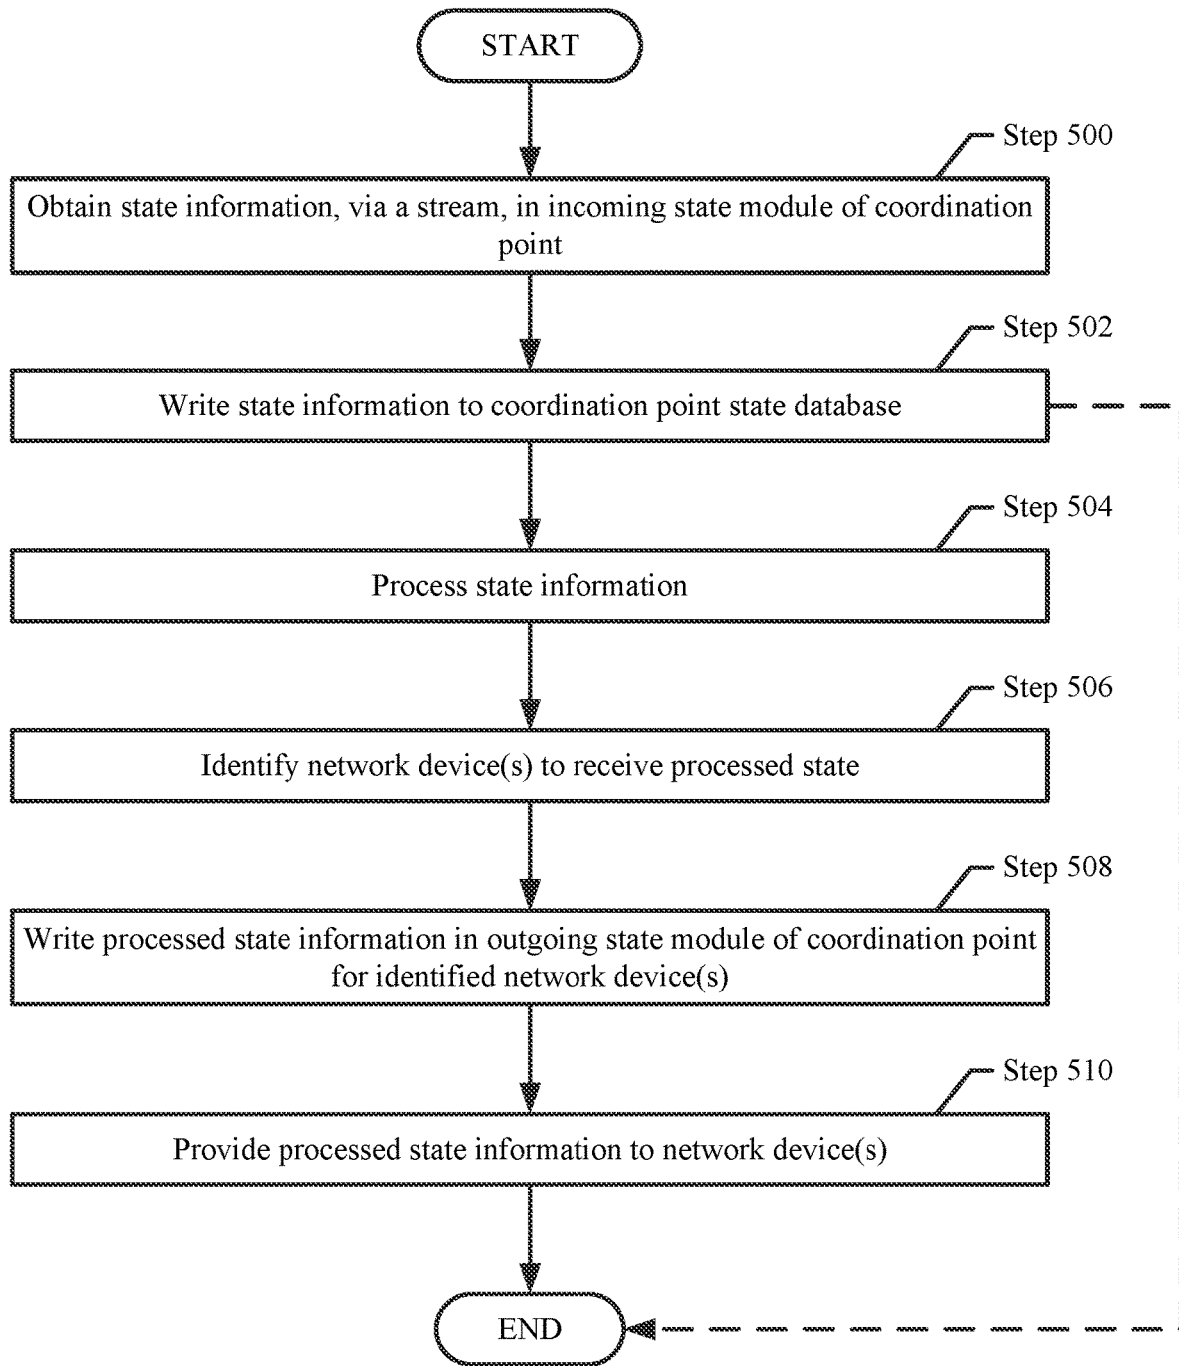 START
Step 500
Obtain state information, via a stream, in incoming state module of coordination
point
Step 502
Write state information to coordination point state database
Step 504
Process state information
Step 506
Identify network device(s) to receive processed state
Step 508
Write processed state information in outgoing state module of coordination point
for identified network device(s)
Step 510
Provide processed state information to network device(s)
END